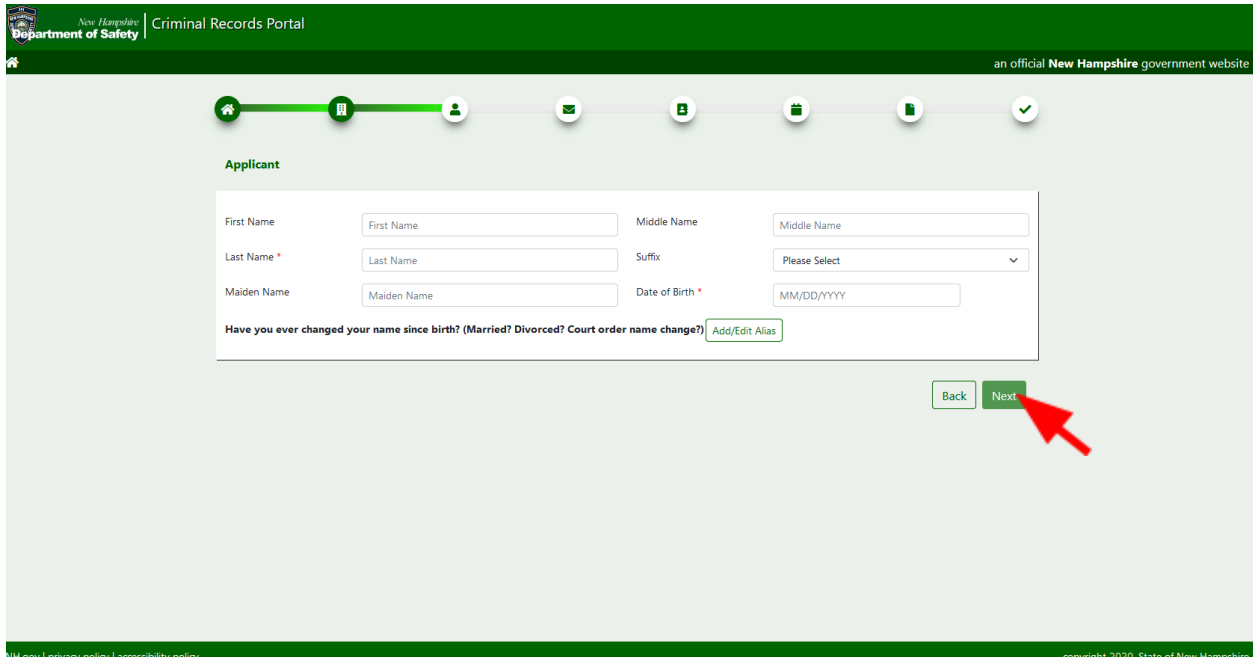 New Hampshire
Department of Safety
Criminal Records Portal
an official New Hampshire government website
Applicant
First Name First Name Middle Name Middle Name
Last Name * Last Name Suffix Please Select
Maiden Name Maiden Name Date of Birth * MM/DD/YYYY
Have you ever changed your name since birth? (Married? Divorced? Court order name change?) Add/Edit Alias
Back Next
NH.gov | privacy policy | accessibility policy copyright 2020. State of New Hampshire